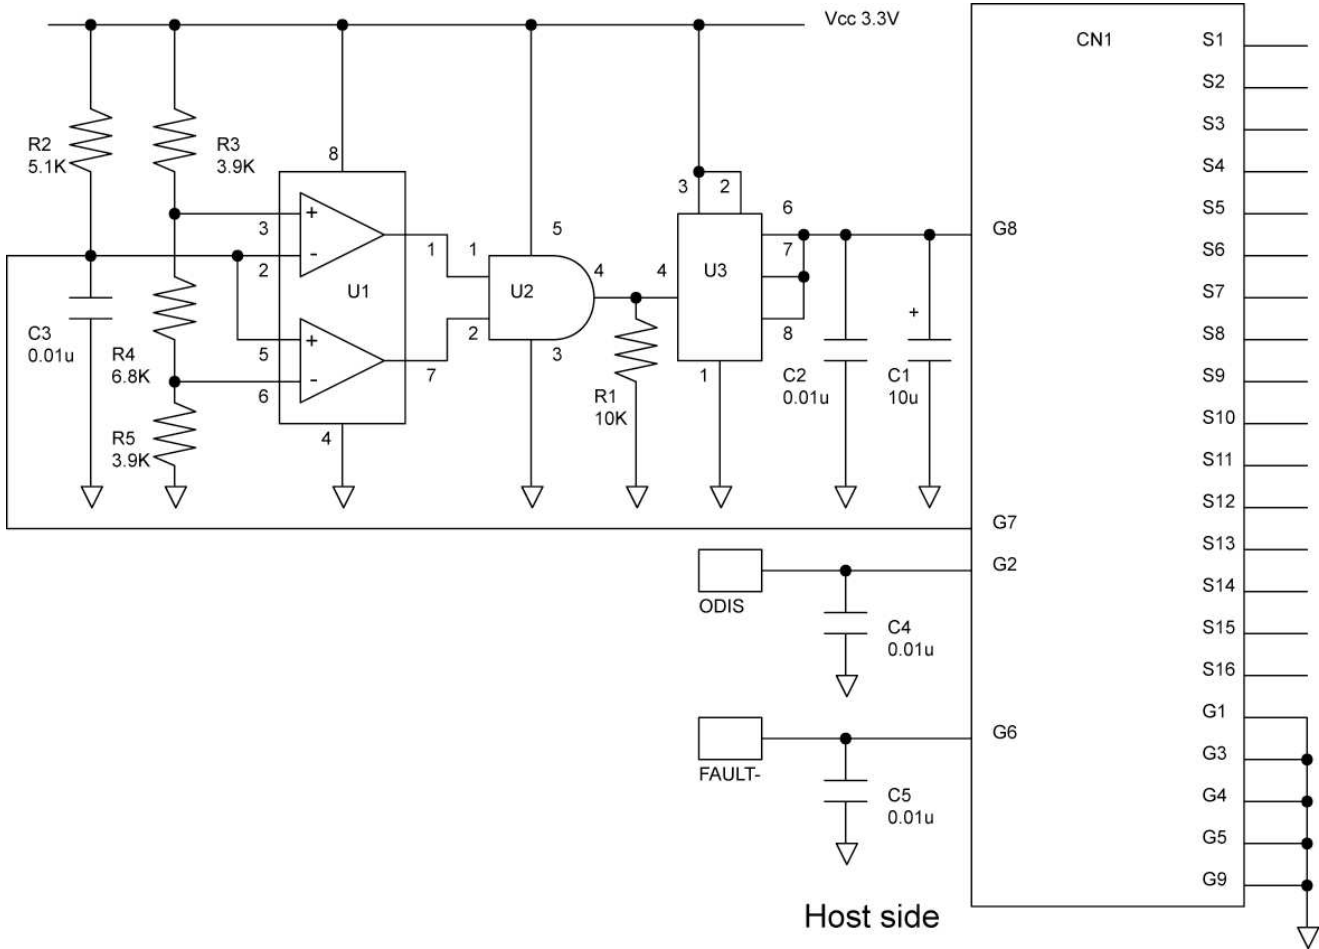 Vcc 3.3V
CN1
S1
S2
S3
S4
S5
S6
S7
S8
S9
S10
S11
S12
S13
S14
S15
S16
G1
G3
G4
G5
G9
G8
G7
G2
G6
R2
5.1K
R3
3.9K
8
3
2
+
-
1
U1
C3
0.01u
R4
6.8K
5
6
+
-
7
R5
3.9K
4
1
2
U2
5
4
3
R1
10K
3
2
4
U3
6
7
8
1
C2
0.01u
+
C1
10u
ODIS
C4
0.01u
FAULT-
C5
0.01u
Host side